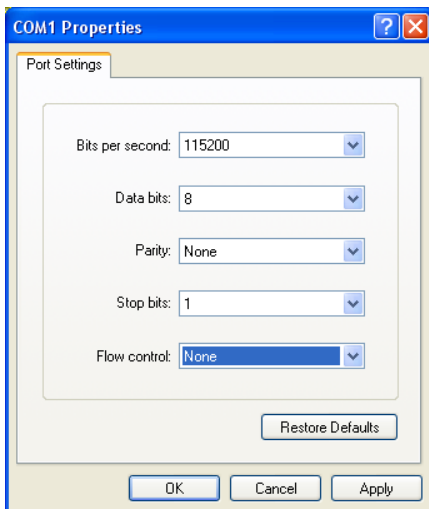 COM1 Properties
Port Settings
Bits per second: 115200
Data bits: 8
Parity: None
Stop bits: 1
Flow control: None
Restore Defaults
OK Cancel Apply